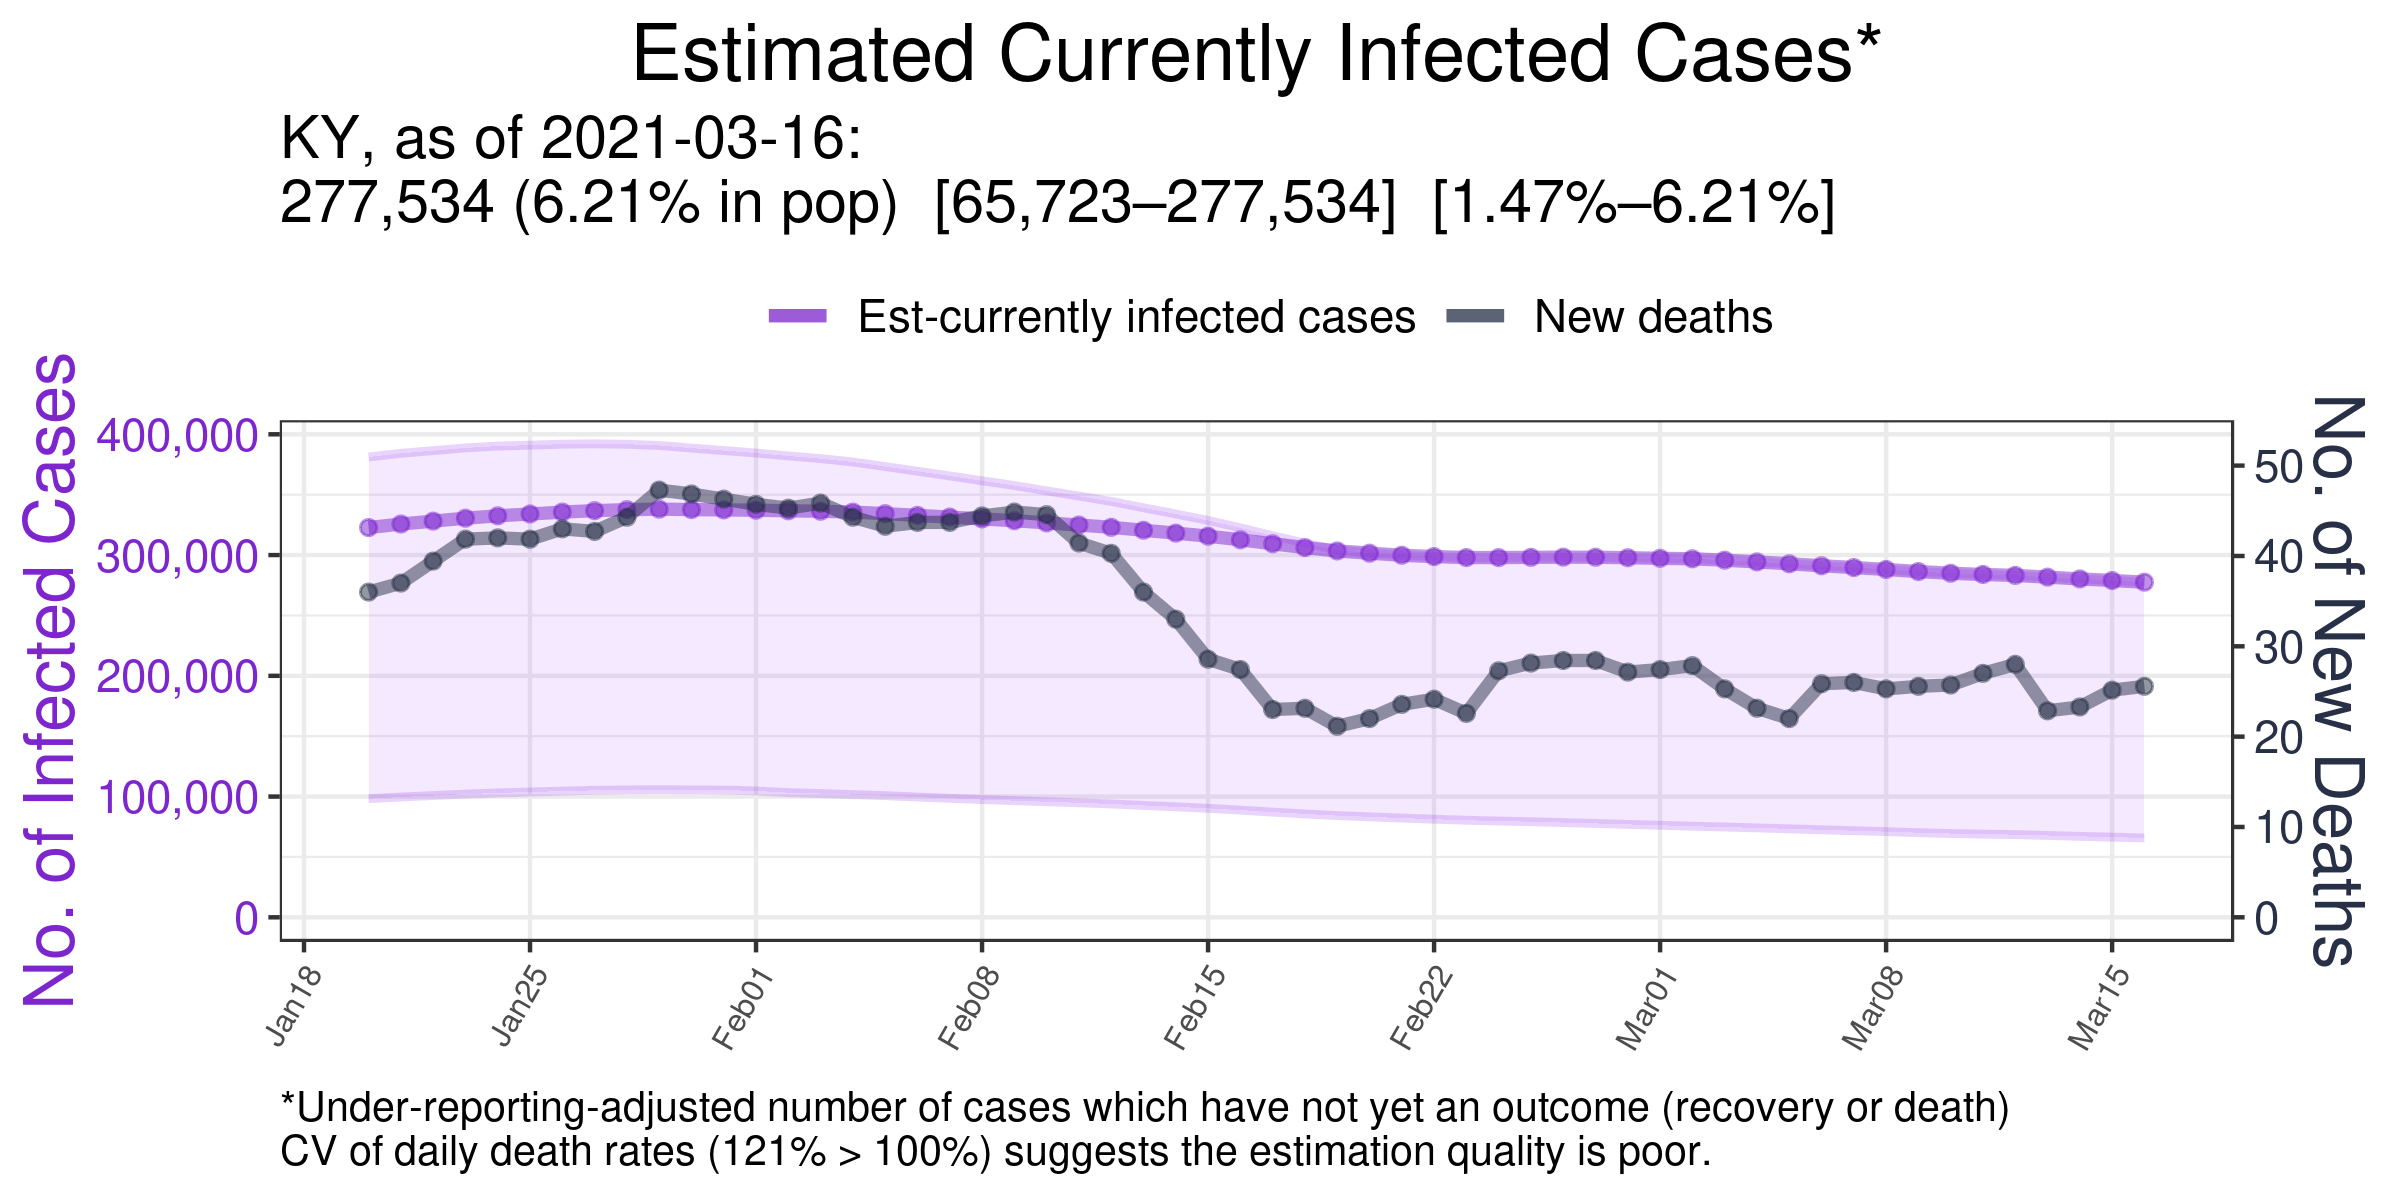 Estimated Currently Infected Cases*
KY, as of 2021-03-16:
277,534 (6.21% in pop)  [65,723–277,534]  [1.47%–6.21%]
Est-currently infected cases
New deaths
No. of Infected Cases
400,000
300,000
200,000
100,000
0
No. of New Deaths
50
40
30
20
10
0
Jan18
Jan25
Feb01
Feb08
Feb15
Feb22
Mar01
Mar08
Mar15
*Under-reporting-adjusted number of cases which have not yet an outcome (recovery or death)
CV of daily death rates (121% > 100%) suggests the estimation quality is poor.